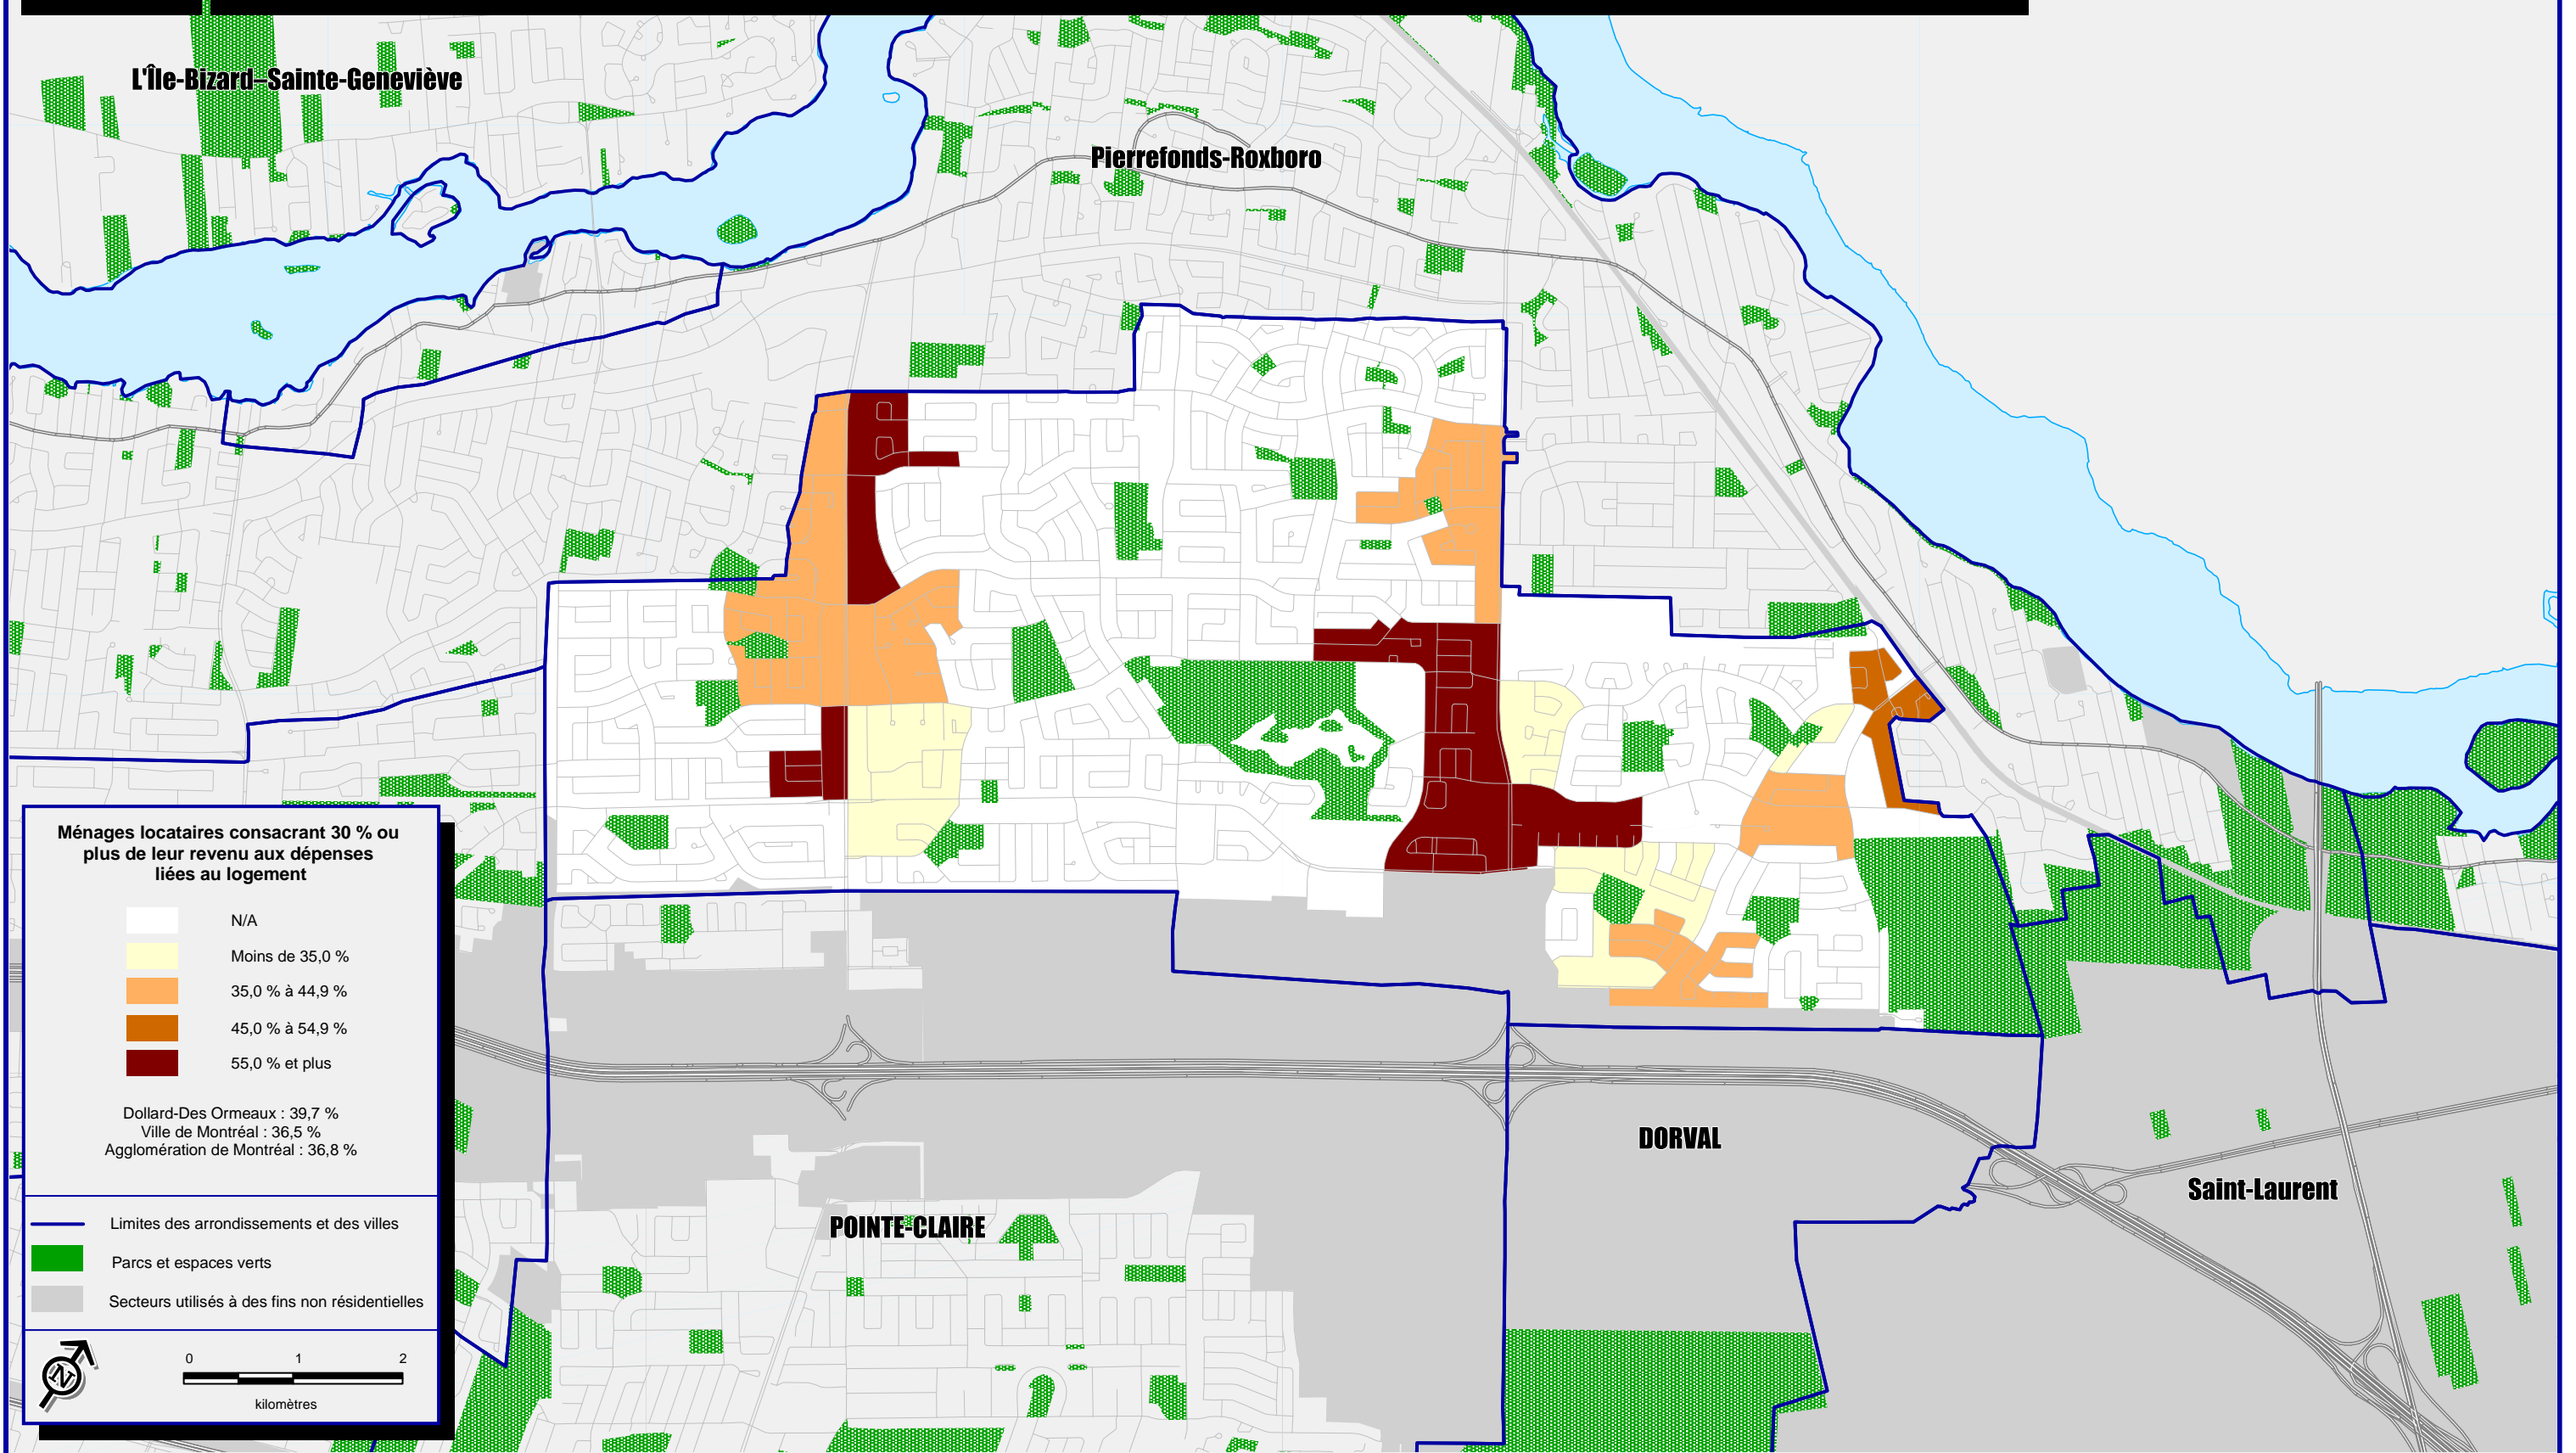 L'Île-Bizard–Sainte-Geneviève
Pierrefonds-Roxboro
Ménages locataires consacrant 30 % ou
plus de leur revenu aux dépenses
liées au logement
N/A
Moins de 35,0 %
35,0 % à 44,9 %
45,0 % à 54,9 %
55,0 % et plus
Dollard-Des Ormeaux : 39,7 %
Ville de Montréal : 36,5 %
Agglomération de Montréal : 36,8 %
Limites des arrondissements et des villes
Parcs et espaces verts
Secteurs utilisés à des fins non résidentielles
N
0 1 2
kilomètres
POINTE-CLAIRE
DORVAL
Saint-Laurent